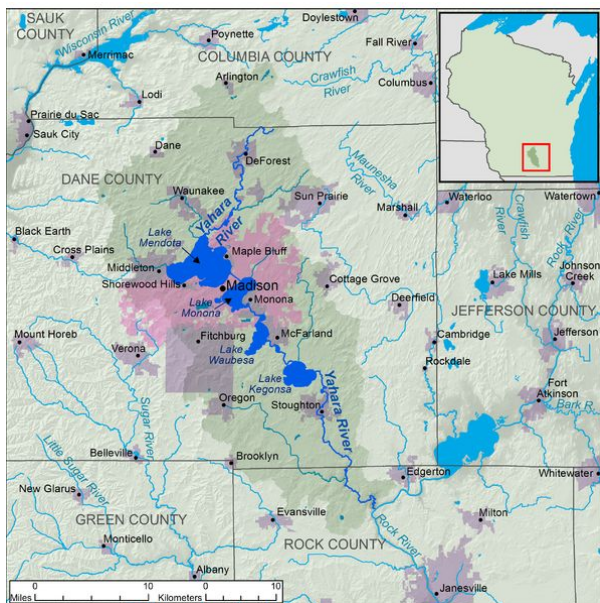 SAUK
COUNTY
Wisconsin River
Merrimac
Poynette
Doylestown
COLUMBIA COUNTY
Fall River
Arlington
Crawfish
River
Columbus
Lodi
Prairie du Sac
Sauk City
Dane
DeForest
DANE COUNTY
Waunakee
Maunesha
River
Sun Prairie
Marshall
Waterloo
Watertown
Crawfish
River
Rock River
Yahara
River
Black Earth
Cross Plains
Lake
Mendota
Maple Bluff
Middleton
Shorewood Hills
Madison
Cottage Grove
Lake Mills
Johnson
Creek
Lake
Monona
Monona
Deerfield
JEFFERSON COUNTY
Mount Horeb
Fitchburg
McFarland
Cambridge
Jefferson
Verona
Lake
Waubesa
Rockdale
Lake
Kegonsa
Yahara River
Fort
Atkinson
Bark R.
Sugar River
Oregon
Stoughton
Belleville
Brooklyn
Edgerton
Whitewater
Little Sugar River
New Glarus
GREEN COUNTY
Evansville
Rock River
Milton
Monticello
ROCK COUNTY
Albany
Janesville
0 10 0 10
Miles Kilometers